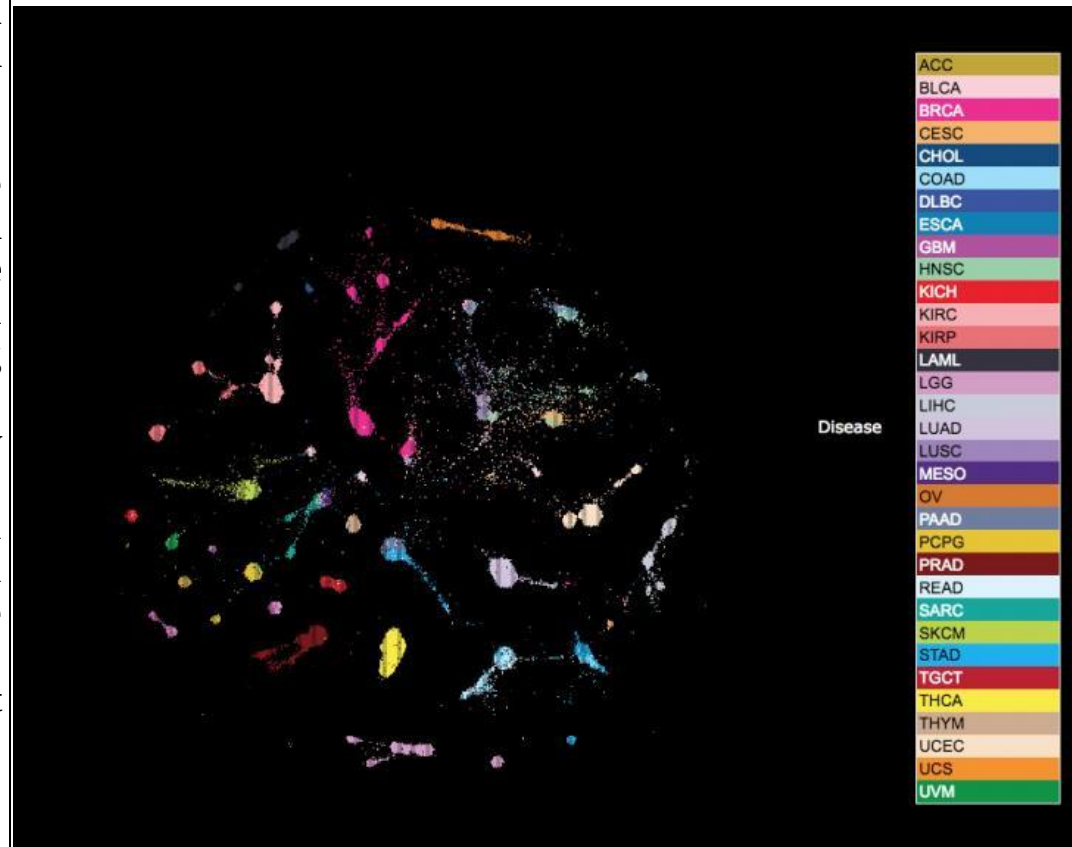 Disease
ACC
BLCA
BRCA
CESC
CHOL
COAD
DLBC
ESCA
GBM
HNSC
KICH
KIRC
KIRP
LAML
LGG
LIHC
LUAD
LUSC
MESO
OV
PAAD
PCPG
PRAD
READ
SARC
SKCM
STAD
TGCT
THCA
THYM
UCEC
UCS
UVM